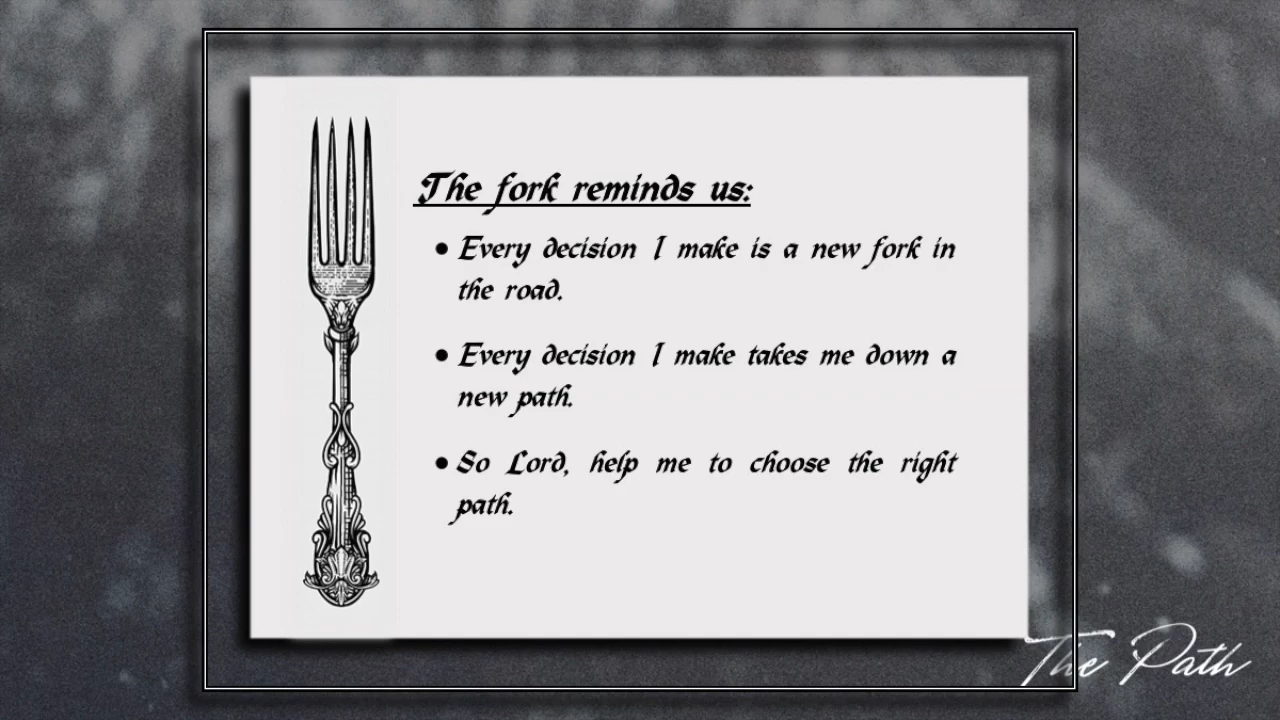 The fork reminds us:
• Every decision I make is a new fork in
the road.
• Every decision I make takes me down a
new path.
• So Lord, help me to choose the right
path.
The Path